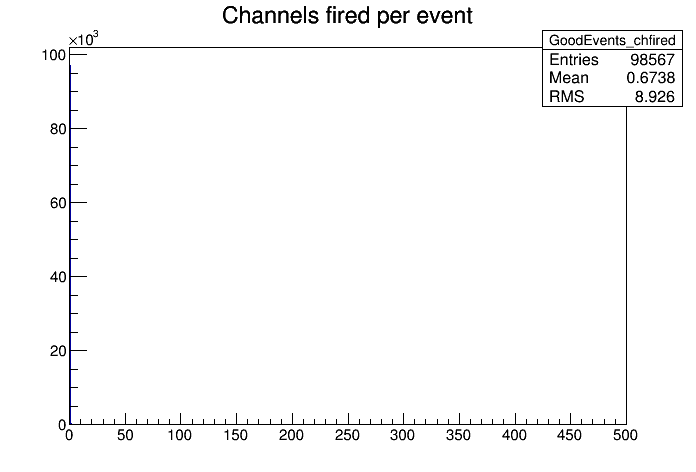 Channels fired per event
×10³
GoodEvents_chfired
Entries 98567
Mean 0.6738
RMS 8.926
100
80
60
40
20
0
0 50 100 150 200 250 300 350 400 450 500